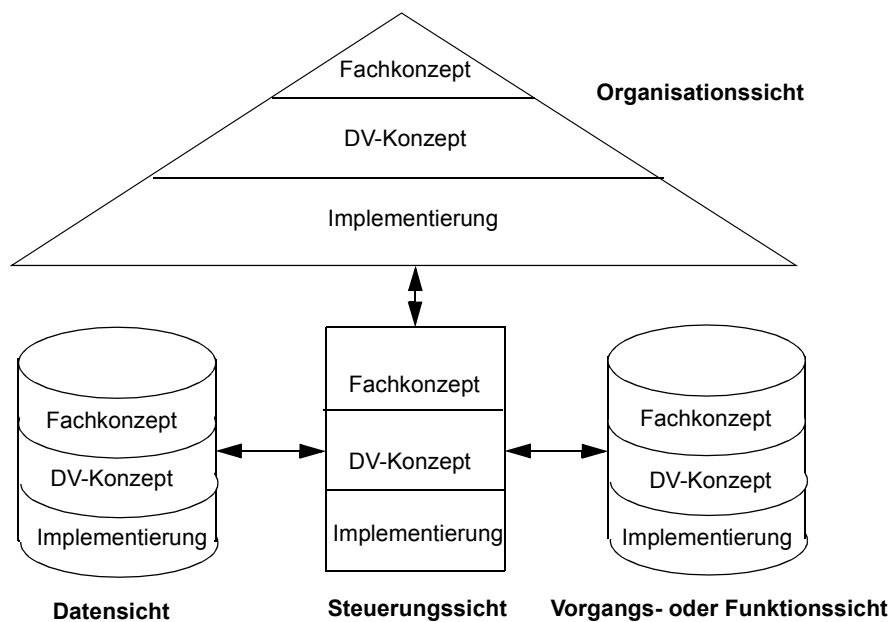 Fachkonzept
Organisationssicht
DV-Konzept
Implementierung
Fachkonzept
DV-Konzept
Implementierung
Datensicht
Fachkonzept
DV-Konzept
Implementierung
Steuerungssicht
Fachkonzept
DV-Konzept
Implementierung
Vorgangs- oder Funktionssicht